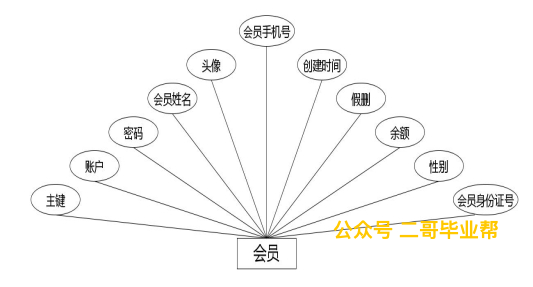 会员手机号
头像
创建时间
会员姓名
假删
密码
余额
账户
性别
主键
会员身份证号
公众号 二哥毕业帮
会员